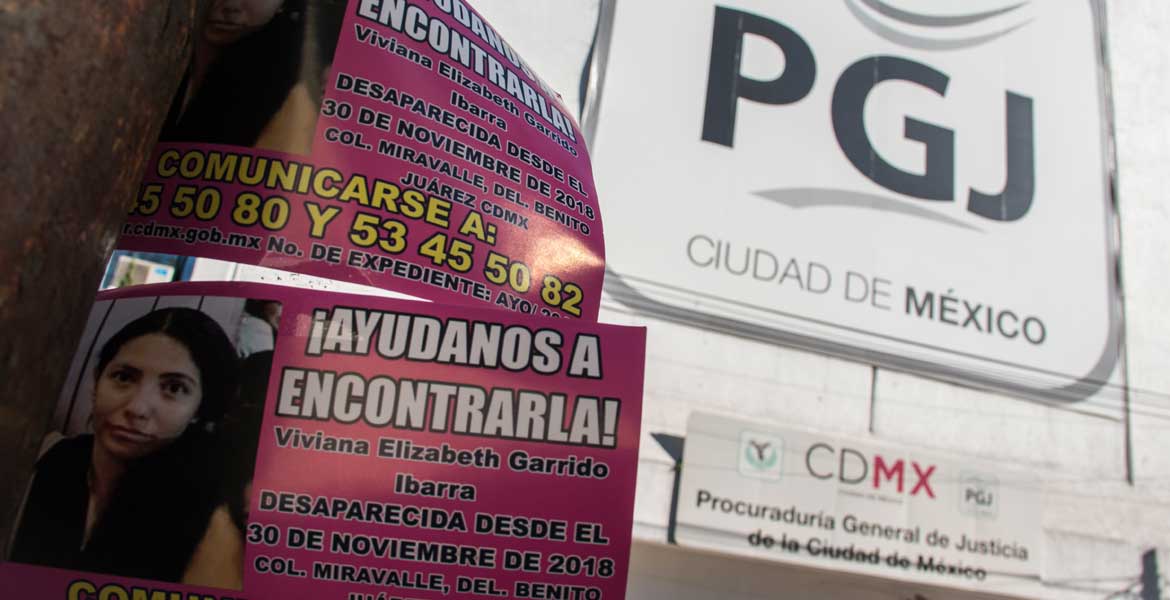 ENCONTRARLA!
Viviana Elizabeth Garrido
Ibarra
DESAPARECIDA DESDE EL
30 DE NOVIEMBRE DE 2018
COL. MIRAVALLE, DEL. BENITO
JUÁREZ CDMX
COMUNICARSE A:
45 50 80 Y 53 45 50 82
r.cdmx.gob.mx No. DE EXPEDIENTE: AYO/
¡AYUDANOS A
ENCONTRARLA!
Viviana Elizabeth Garrido
Ibarra
DESAPARECIDA DESDE EL
30 DE NOVIEMBRE DE 2018
COL. MIRAVALLE, DEL. BENITO
PGJ
CIUDAD DE MÉXICO
CDMX
PGJ
Procuraduría General de Justicia
de la Ciudad de México